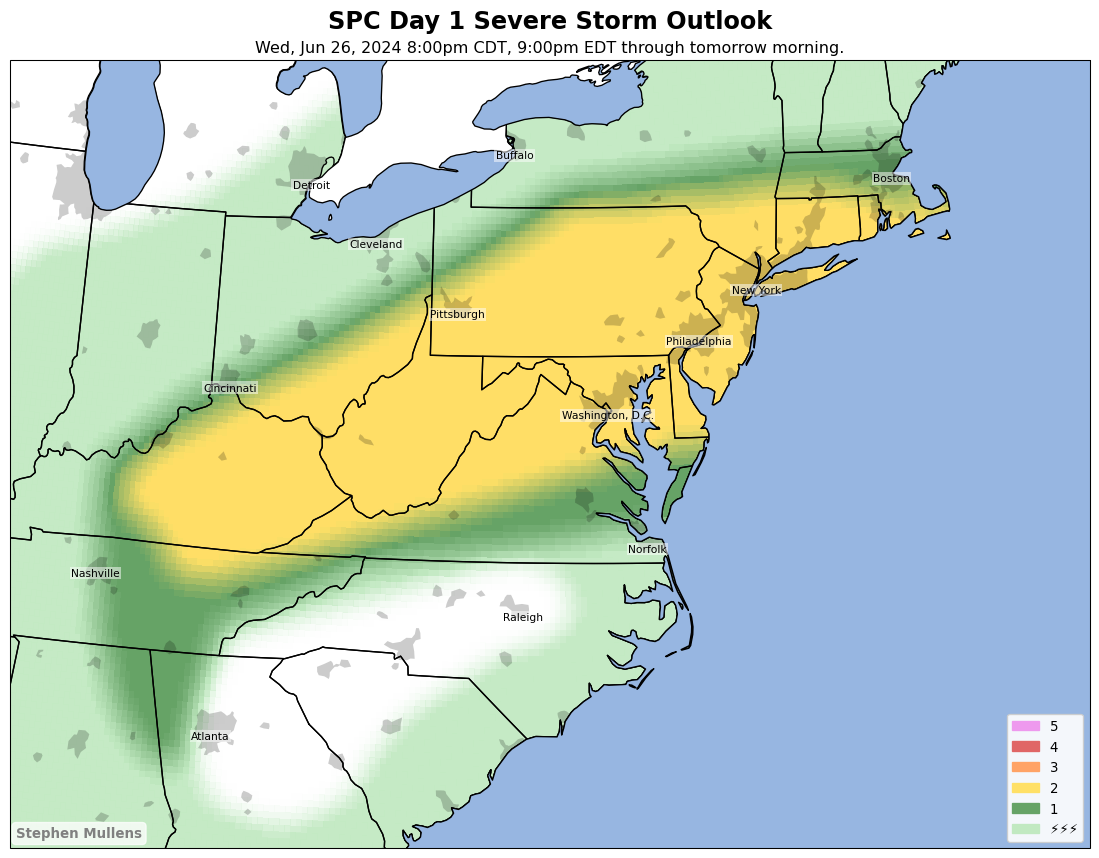 SPC Day 1 Severe Storm Outlook
Wed, Jun 26, 2024 8:00pm CDT, 9:00pm EDT through tomorrow morning.
Buffalo
Boston
Detroit
Cleveland
New York
Pittsburgh
Philadelphia
Cincinnati
Washington, D.C.
Norfolk
Nashville
Raleigh
Atlanta
5
4
3
2
1
⚡⚡⚡
Stephen Mullens